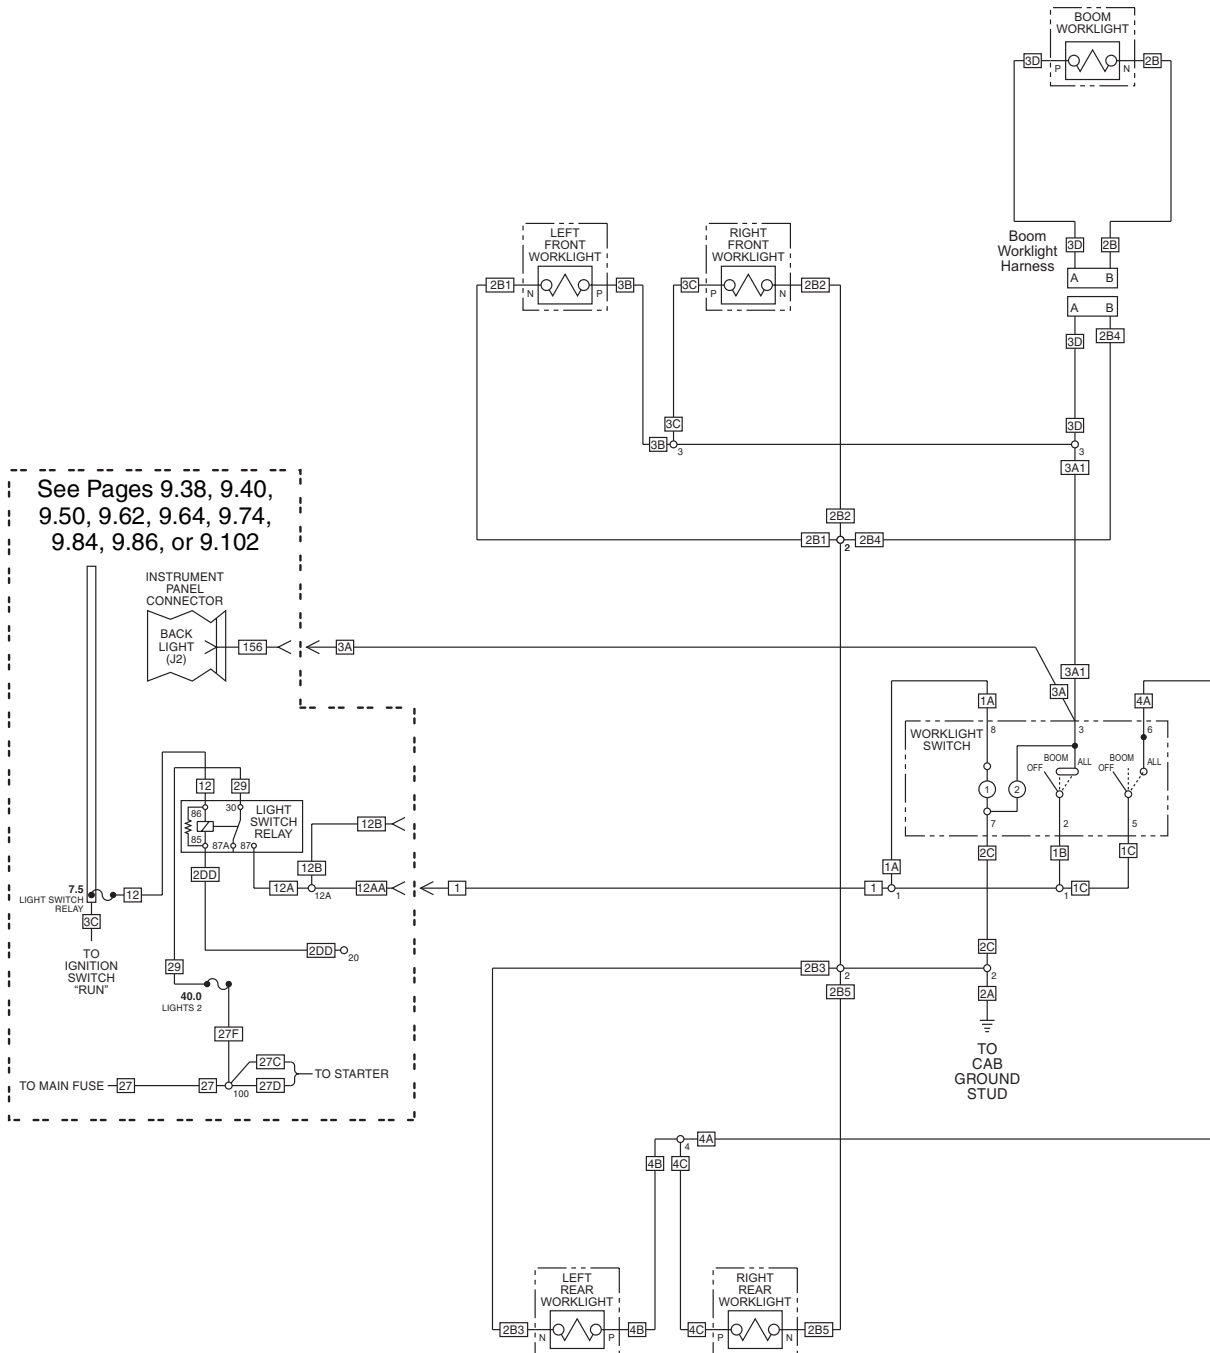 BOOM
WORKLIGHT
3D
P
N
2B
LEFT
FRONT
WORKLIGHT
2B1
N
P
3B
RIGHT
FRONT
WORKLIGHT
3C
P
N
2B2
Boom
Worklight
Harness
3D
2B
A B
A B
3D
2B4
3C
3B
3
3D
3
3A1
2B2
2B1
2
2B4
See Pages 9.38, 9.40,
9.50, 9.62, 9.64, 9.74,
9.84, 9.86, or 9.102
INSTRUMENT
PANEL
CONNECTOR
BACK
LIGHT
(J2)
156
3A
3A1
3A
1A
4A
WORKLIGHT
SWITCH
8
3
6
BOOM
OFF
ALL
BOOM
OFF
ALL
1
2
7
2
5
2C
1B
1C
12
29
86
30
LIGHT
SWITCH
RELAY
85
87A
87
12B
12B
2DD
12A
12A
12AA
1
1A
1
1
1
1C
7.5
LIGHT SWITCH
RELAY
12
3C
TO
IGNITION
SWITCH
“RUN”
2DD
20
29
40.0
LIGHTS 2
27F
27C
27D
TO STARTER
TO MAIN FUSE
27
27
100
2C
2B3
2
2
2B5
2A
TO
CAB
GROUND
STUD
4
4A
4B
4C
LEFT
REAR
WORKLIGHT
2B3
N
P
4B
RIGHT
REAR
WORKLIGHT
4C
P
N
2B5